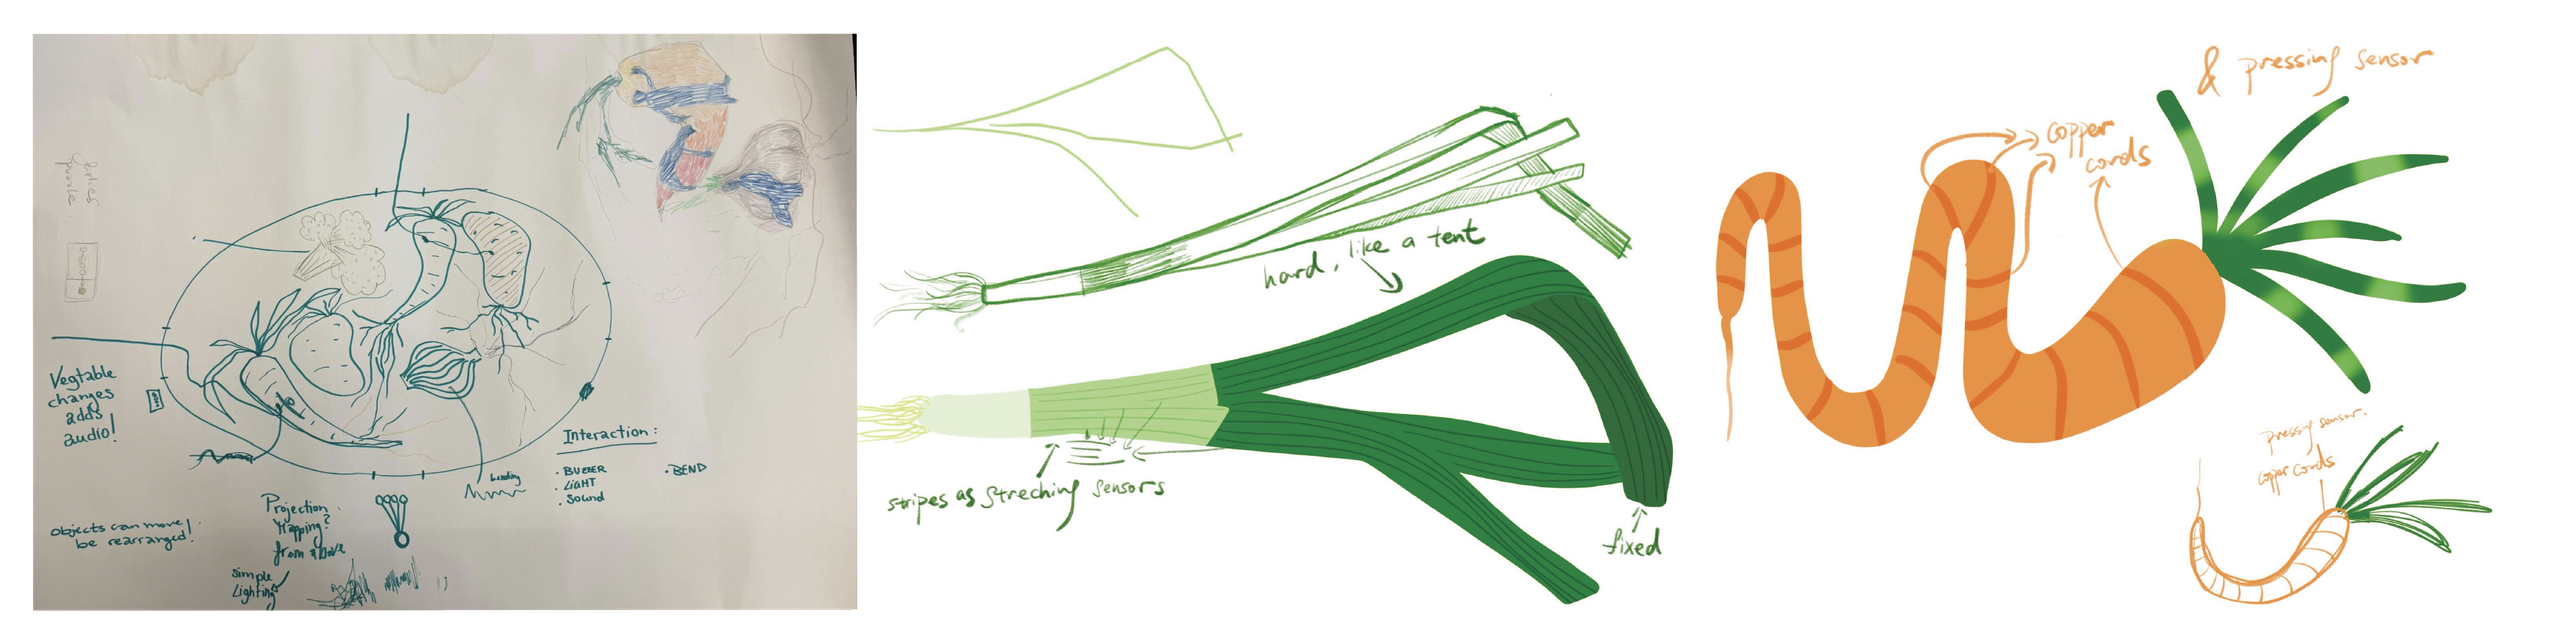 Vegtable
changes
adds
audio!
Objects can move!
be rearranged!
Projection
Mapping?
from above
Simple
Lighting
bending
Interaction:
· BUZZER
· LiGHT
· Sound
· BEND
hard, like a tent
stripes as streching sensors
fixed
& pressing sensor
copper
cords
pressing sensor.
copper cords